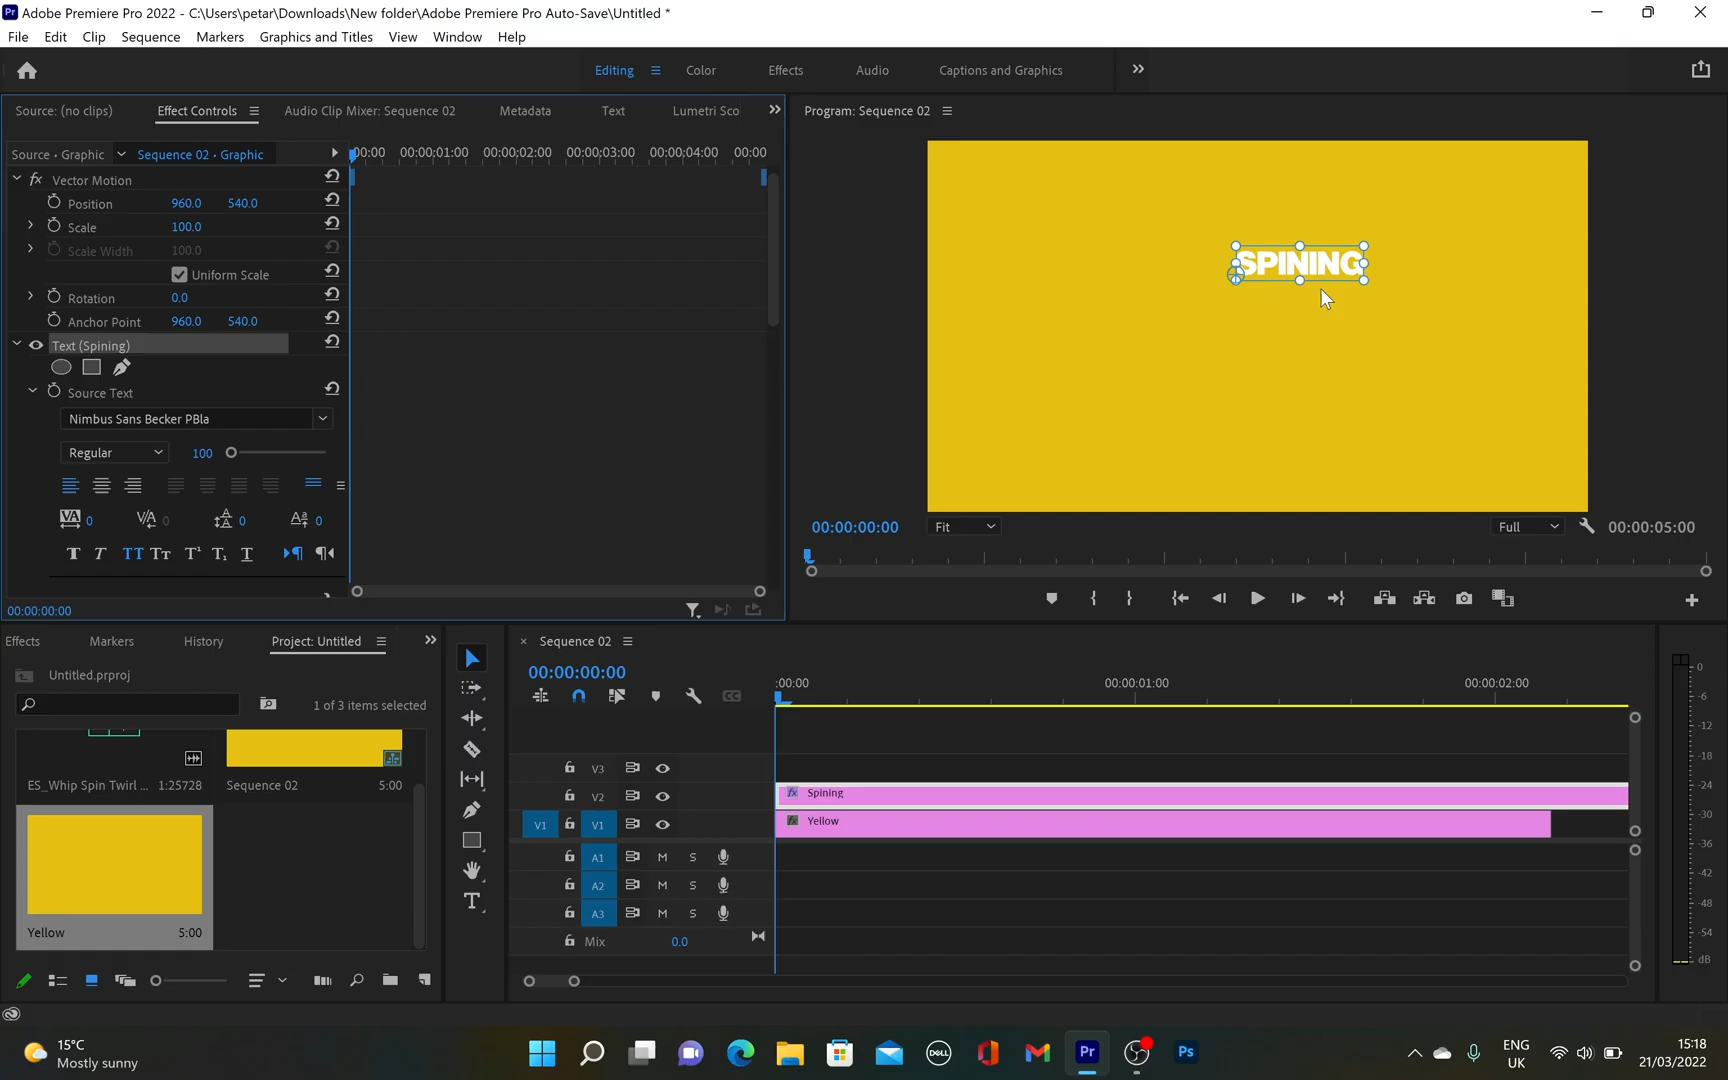 Adobe Premiere Pro 2022 - C:\Users\petar\Downloads\New folder\Adobe Premiere Pro Auto-Save\Untitled *
File Edit Clip Sequence Markers Graphics and Titles View Window Help
Editing Color Effects Audio Captions and Graphics
Source: (no clips) Effect Controls Audio Clip Mixer: Sequence 02 Metadata Text Lumetri Sco
Program: Sequence 02
Source • Graphic Sequence 02 • Graphic
00:00 00:00:01:00 00:00:02:00 00:00:03:00 00:00:04:00 00:00
Vector Motion
Position 960.0 540.0
Scale 100.0
Scale Width 100.0
Uniform Scale
Rotation 0.0
Anchor Point 960.0 540.0
Text (Spining)
Source Text
Nimbus Sans Becker PBla
Regular 100
0 0 0 0
00:00:00:00
SPINING
00:00:00:00 Fit Full 00:00:05:00
Effects Markers History Project: Untitled
Untitled.prproj
1 of 3 items selected
ES_Whip Spin Twirl ... 1:25728
Sequence 02 5:00
Yellow 5:00
Sequence 02
00:00:00:00
:00:00 00:00:01:00 00:00:02:00
V3
V2 Spining
V1 V1 Yellow
A1 M S
A2 M S
A3 M S
Mix 0.0
0
-6
-12
-18
-24
-30
-36
-42
-48
-54
dB
15°C
Mostly sunny
DELL
Pr
Ps
ENG
UK
15:18
21/03/2022